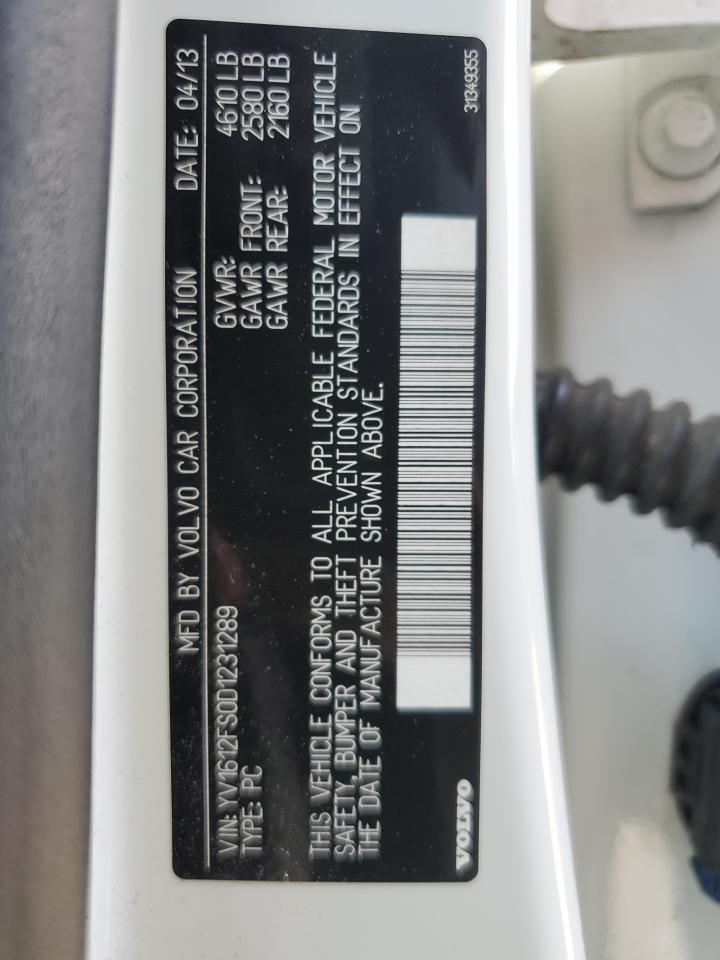 MFD BY VOLVO CAR CORPORATION DATE: 04/13
VIN: YV1612FS0D1231289
TYPE: PC
GVWR: 4610 LB
GAWR FRONT: 2580 LB
GAWR REAR: 2160 LB
THIS VEHICLE CONFORMS TO ALL APPLICABLE FEDERAL MOTOR VEHICLE
SAFETY, BUMPER AND THEFT PREVENTION STANDARDS IN EFFECT ON
THE DATE OF MANUFACTURE SHOWN ABOVE.
VOLVO
31349355